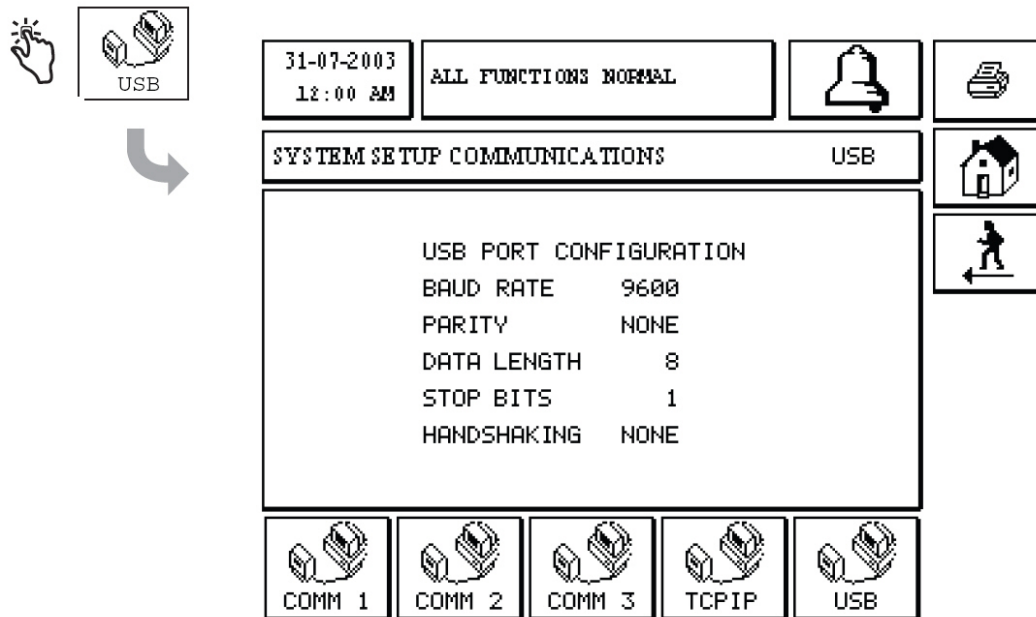 USB
31-07-2003
12:00 AM
ALL FUNCTIONS NORMAL
SYSTEM SETUP COMMUNICATIONS USB
USB PORT CONFIGURATION
BAUD RATE 9600
PARITY NONE
DATA LENGTH 8
STOP BITS 1
HANDSHAKING NONE
COMM 1 COMM 2 COMM 3 TCPIP USB